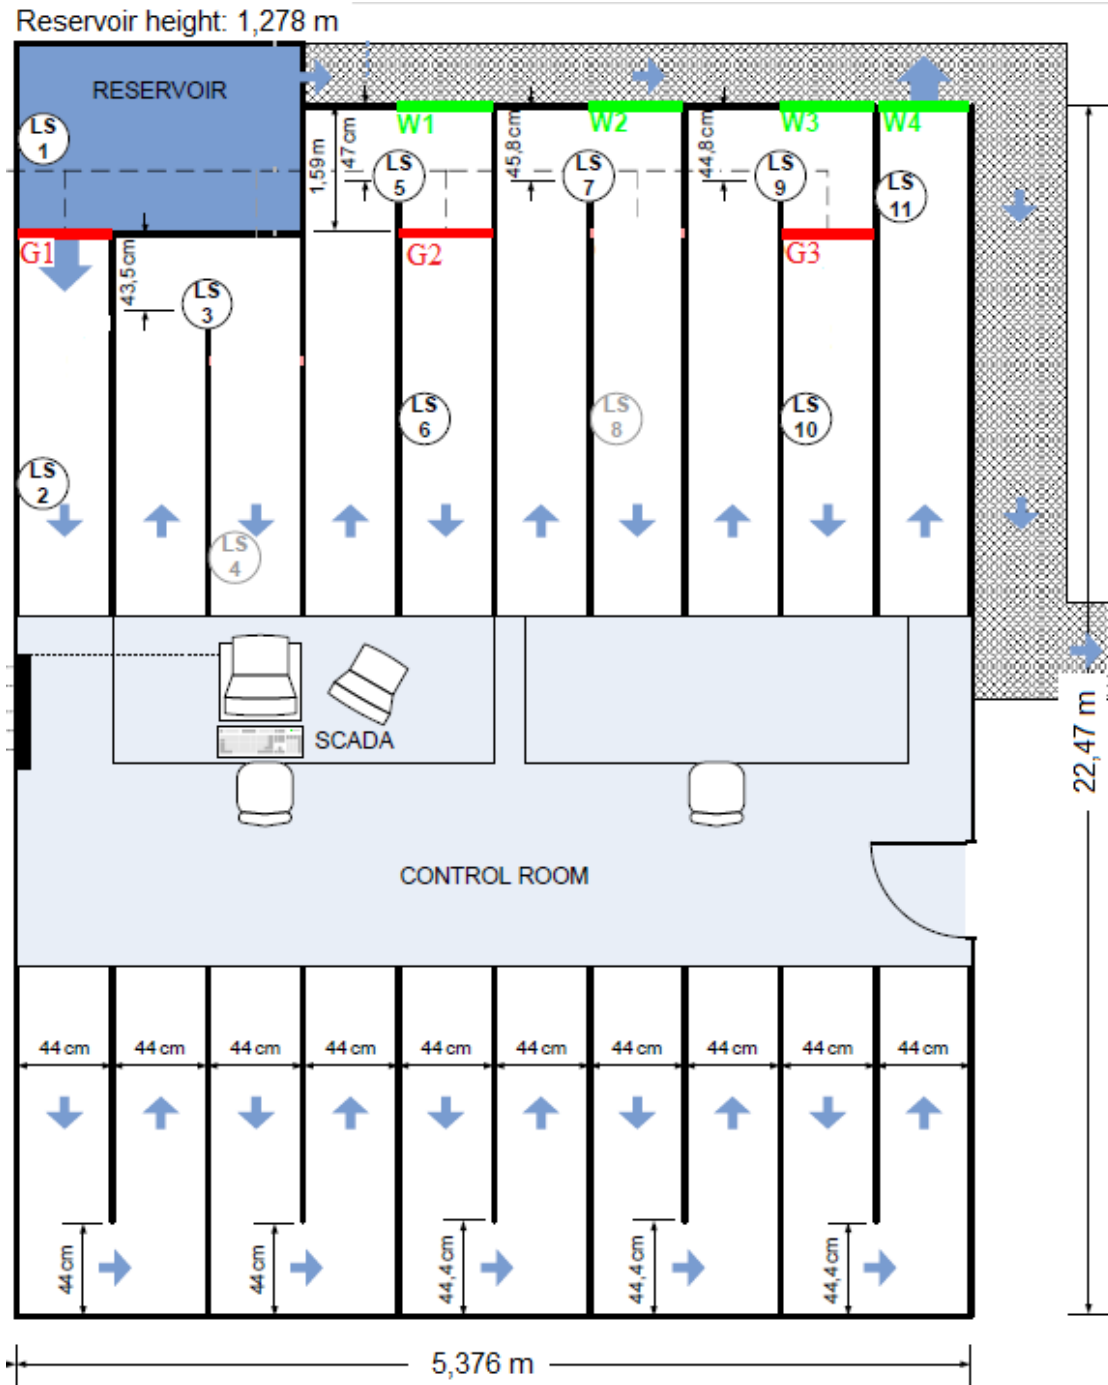 Reservoir height: 1,278 m
RESERVOIR
LS
1
W1
W2
W3
W4
1,59 m
47 cm
45,8cm
44,8 cm
LS
5
LS
7
LS
9
LS
11
G1
G2
G3
43,5 cm
LS
3
LS
6
LS
8
LS
10
LS
2
LS
4
SCADA
22,47 m
CONTROL ROOM
44 cm
44 cm
44 cm
44 cm
44 cm
44 cm
44 cm
44 cm
44 cm
44 cm
44 cm
44 cm
44,4 cm
44,4 cm
44,4 cm
5,376 m